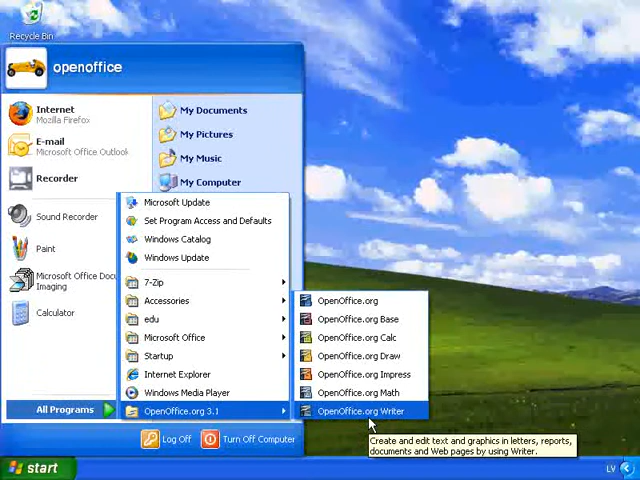 Recycle Bin
openoffice
Internet
Mozilla Firefox
E-mail
Microsoft Office Outlook
Recorder
Sound Recorder
Paint
Microsoft Office Docu
Imaging
Calculator
All Programs
My Documents
My Pictures
My Music
My Computer
Microsoft Update
Set Program Access and Defaults
Windows Catalog
Windows Update
7-Zip
Accessories
edu
Microsoft Office
Startup
Internet Explorer
Windows Media Player
OpenOffice.org 3.1
OpenOffice.org
OpenOffice.org Base
OpenOffice.org Calc
OpenOffice.org Draw
OpenOffice.org Impress
OpenOffice.org Math
OpenOffice.org Writer
Create and edit text and graphics in letters, reports,
documents and Web pages by using Writer.
Log Off
Turn Off Computer
start
LV